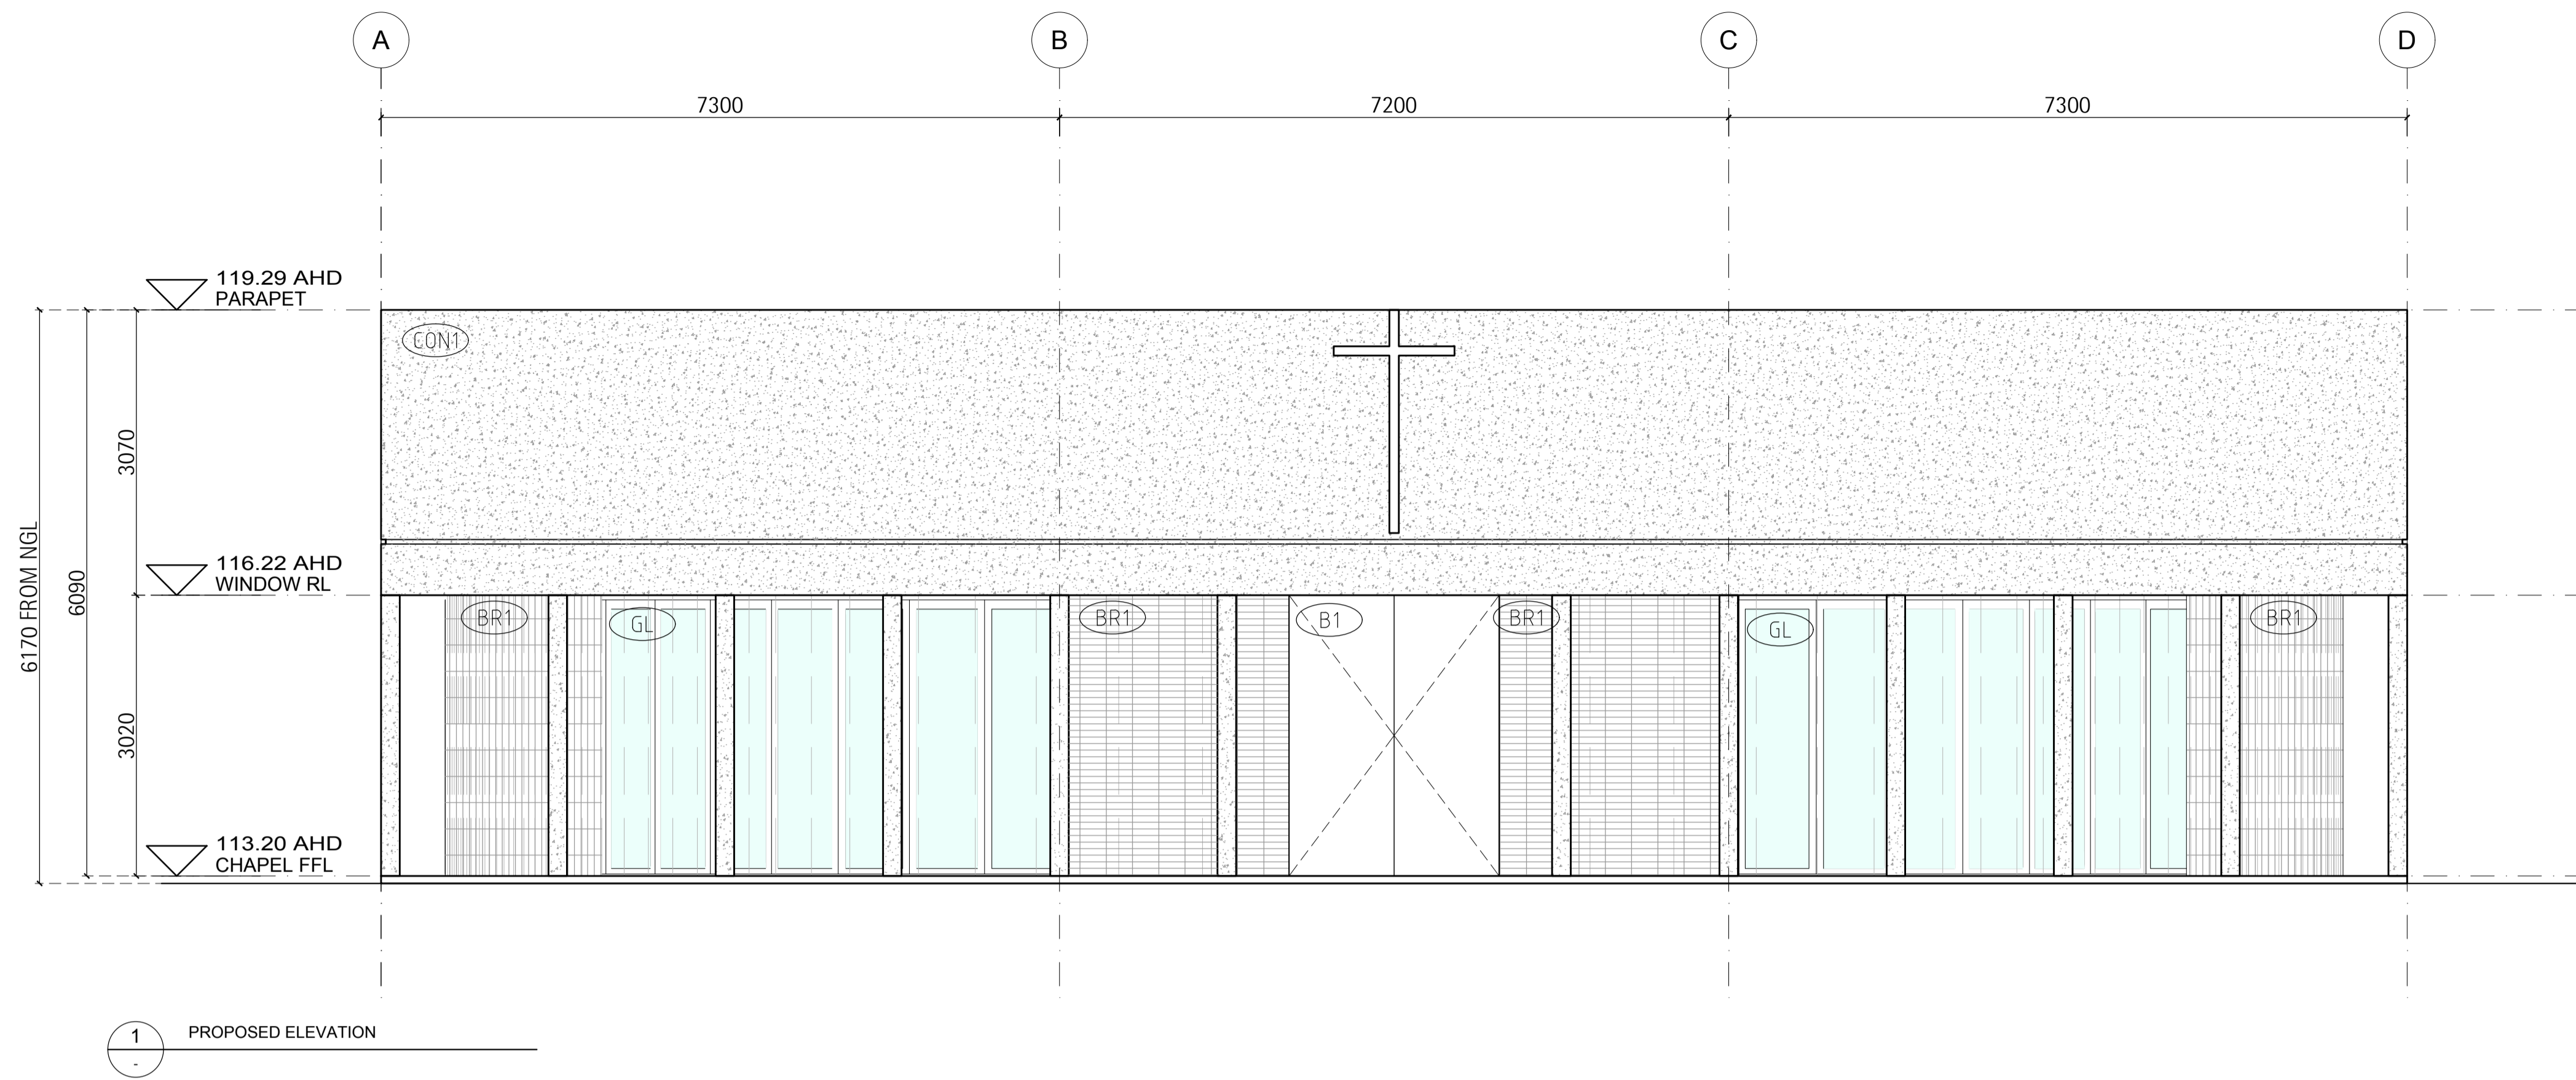 A
B
C
D
7300
7200
7300
119.29 AHD
PARAPET
CON1
3070
116.22 AHD
WINDOW RL
6170 FROM NGL
6090
3020
BR1
GL
BR1
B1
BR1
GL
BR1
113.20 AHD
CHAPEL FFL
1
-
PROPOSED ELEVATION